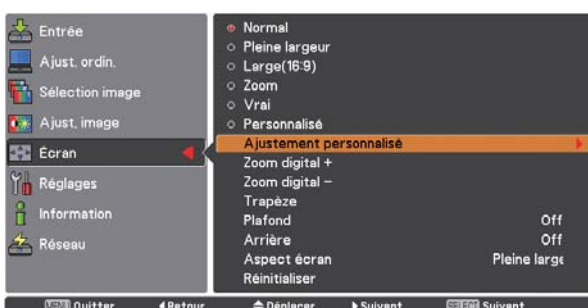 Entrée
Ajust. ordin.
Sélection image
Ajust. image
Écran
Réglages
Information
Réseau
Normal
Pleine largeur
Large(16:9)
Zoom
Vrai
Personnalisé
Ajustement personnalisé
Zoom digital +
Zoom digital –
Trapèze
Plafond Off
Arrière Off
Aspect écran Pleine large
Réinitialiser
MENU Quitter Retour Déplacer Suivant SELECT Suivant